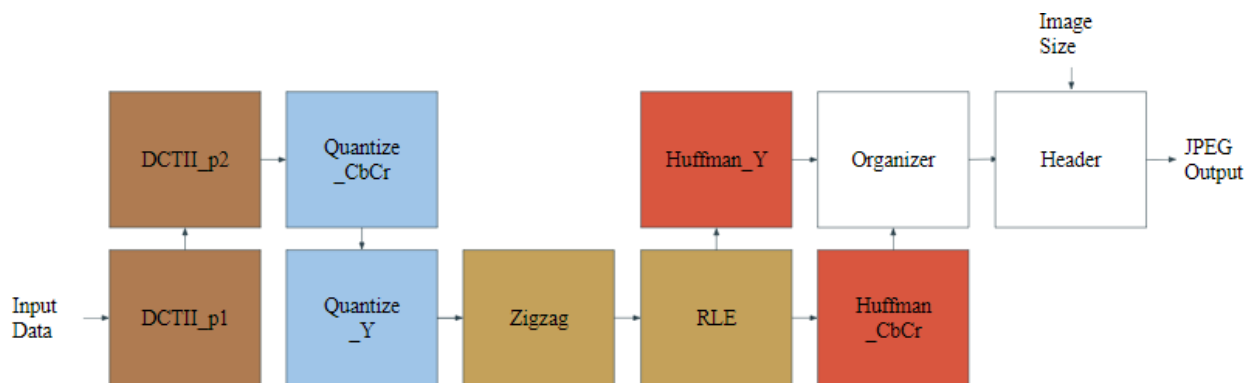 Image
Size
DCTII_p2
Quantize
_CbCr
Huffman_Y
Organizer
Header
JPEG
Output
Input
Data
DCTII_p1
Quantize
_Y
Zigzag
RLE
Huffman
_CbCr